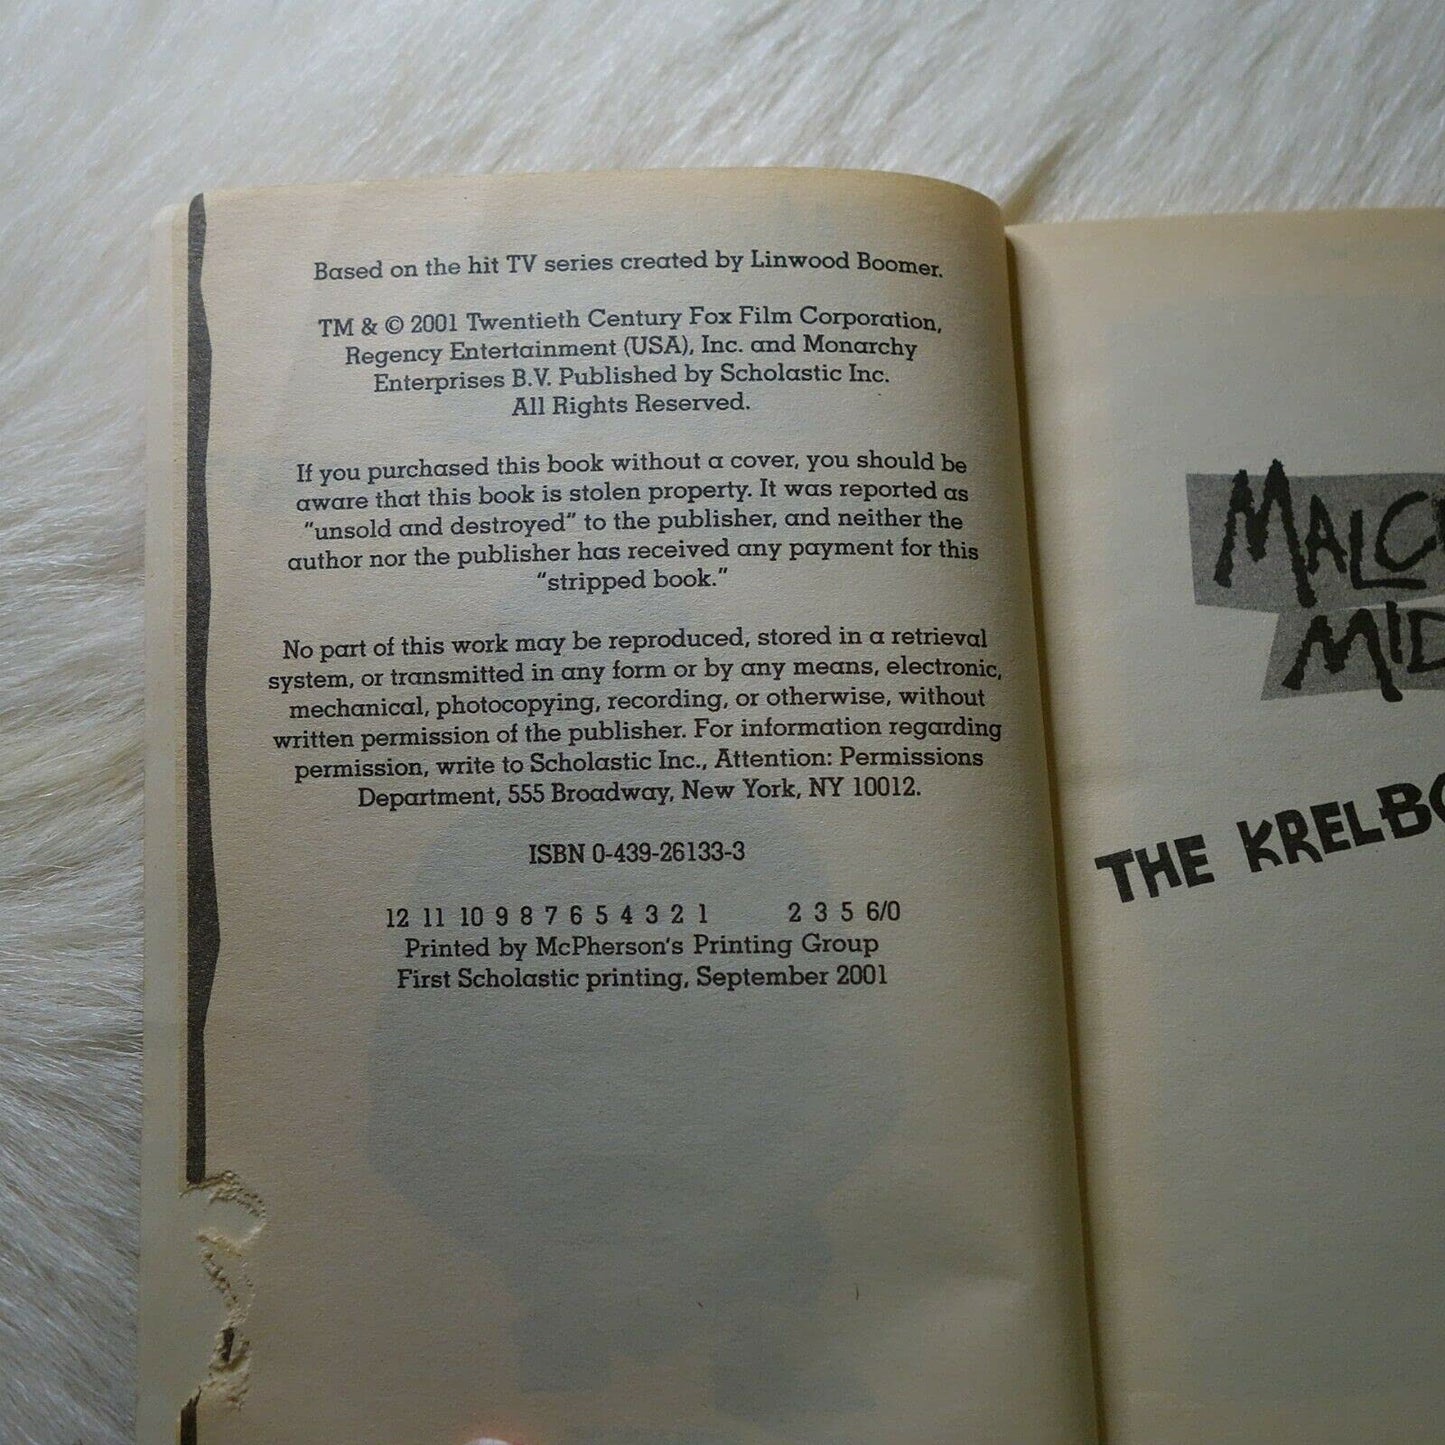 Based on the hit TV series created by Linwood Boomer.
TM & © 2001 Twentieth Century Fox Film Corporation,
Regency Entertainment (USA), Inc. and Monarchy
Enterprises B.V. Published by Scholastic Inc.
All Rights Reserved.
If you purchased this book without a cover, you should be
aware that this book is stolen property. It was reported as
"unsold and destroyed" to the publisher, and neither the
author nor the publisher has received any payment for this
"stripped book."
No part of this work may be reproduced, stored in a retrieval
system, or transmitted in any form or by any means, electronic,
mechanical, photocopying, recording, or otherwise, without
written permission of the publisher. For information regarding
permission, write to Scholastic Inc., Attention: Permissions
Department, 555 Broadway, New York, NY 10012.
ISBN 0-439-26133-3
12 11 10 9 8 7 6 5 4 3 2 1 2 3 5 6/0
Printed by McPherson's Printing Group
First Scholastic printing, September 2001
THE